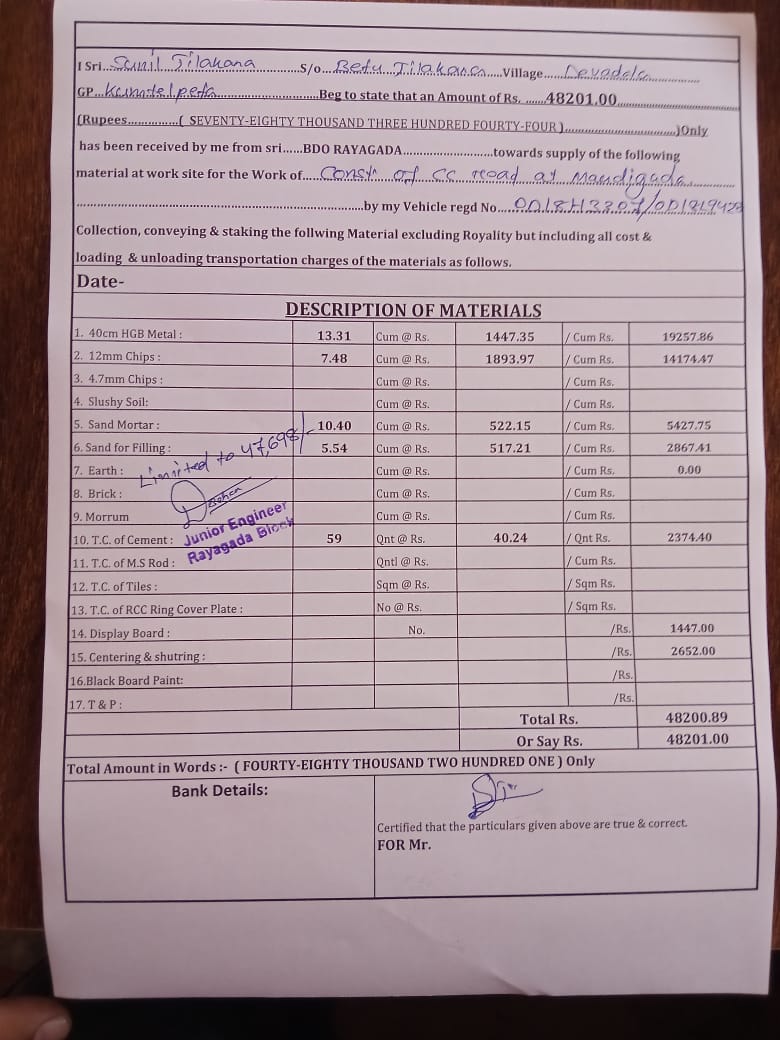 I Sri...Sunil Jilakara..........S/o...Betu Jilakara.....Village.....Devadala..............
GP...Kumtelpeta........................Beg to state that an Amount of Rs. ......48201.00...........................
(Rupees..............( SEVENTY-EIGHTY THOUSAND THREE HUNDRED FOURTY-FOUR )...........................)Only
has been received by me from sri......BDO RAYAGADA.......................towards supply of the following
material at work site for the Work of....Constn of CC road at Mandigada..............
......................................................................by my Vehicle regd No....OD18H3307/OD18L9428
Collection, conveying & staking the follwing Material excluding Royality but including all cost &
loading & unloading transportation charges of the materials as follows.
Date-
DESCRIPTION OF MATERIALS
1. 40cm HGB Metal : 13.31 Cum @ Rs. 1447.35 / Cum Rs. 19257.86
2. 12mm Chips : 7.48 Cum @ Rs. 1893.97 / Cum Rs. 14174.47
3. 4.7mm Chips : Cum @ Rs. / Cum Rs.
4. Slushy Soil: Cum @ Rs. / Cum Rs.
5. Sand Mortar : 10.40 Cum @ Rs. 522.15 / Cum Rs. 5427.75
6. Sand for Filling : 5.54 Cum @ Rs. 517.21 / Cum Rs. 2867.41
Limited to 47,698/-
7. Earth : Cum @ Rs. / Cum Rs. 0.00
8. Brick : Cum @ Rs. / Cum Rs.
9. Morrum Cum @ Rs. / Cum Rs.
Junior Engineer
Rayagada Block
10. T.C. of Cement : 59 Qnt @ Rs. 40.24 / Qnt Rs. 2374.40
11. T.C. of M.S Rod : Qntl @ Rs. / Cum Rs.
12. T.C. of Tiles : Sqm @ Rs. / Sqm Rs.
13. T.C. of RCC Ring Cover Plate : No @ Rs. / Sqm Rs.
14. Display Board : No. /Rs. 1447.00
15. Centering & shutring : /Rs. 2652.00
16.Black Board Paint: /Rs.
17. T & P : /Rs.
Total Rs. 48200.89
Or Say Rs. 48201.00
Total Amount in Words :- ( FOURTY-EIGHTY THOUSAND TWO HUNDRED ONE ) Only
Bank Details:
Certified that the particulars given above are true & correct.
FOR Mr.